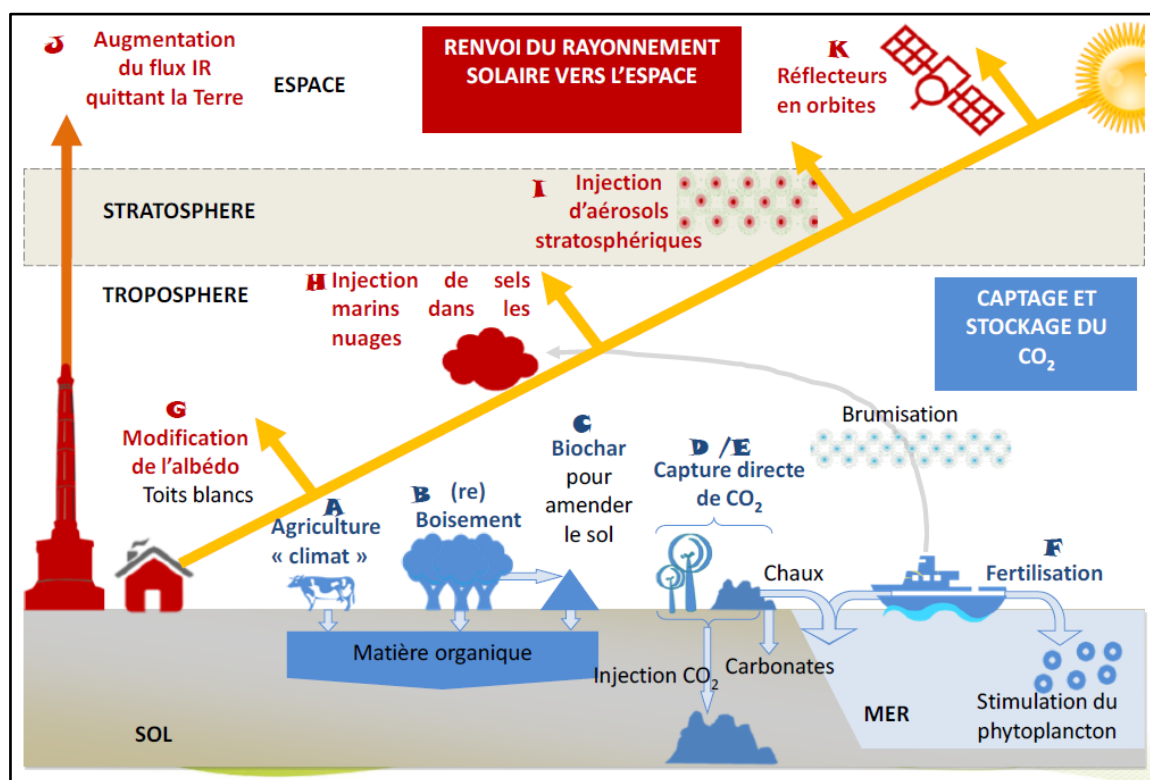 J Augmentation
du flux IR
quittant la Terre
ESPACE
RENVOI DU RAYONNEMENT
SOLAIRE VERS L'ESPACE
K
Réflecteurs
en orbites
STRATOSPHERE
I Injection
d'aérosols
stratosphériques
TROPOSPHERE
H Injection de sels
marins dans les
nuages
CAPTAGE ET
STOCKAGE DU
CO₂
G
Modification
de l'albédo
Toits blancs
A
Agriculture
« climat »
B (re)
Boisement
C
Biochar
pour
amender
le sol
D /E
Capture directe
de CO₂
Brumisation
Chaux
F
Fertilisation
Matière organique
Injection CO₂
Carbonates
SOL
MER
Stimulation du
phytoplancton